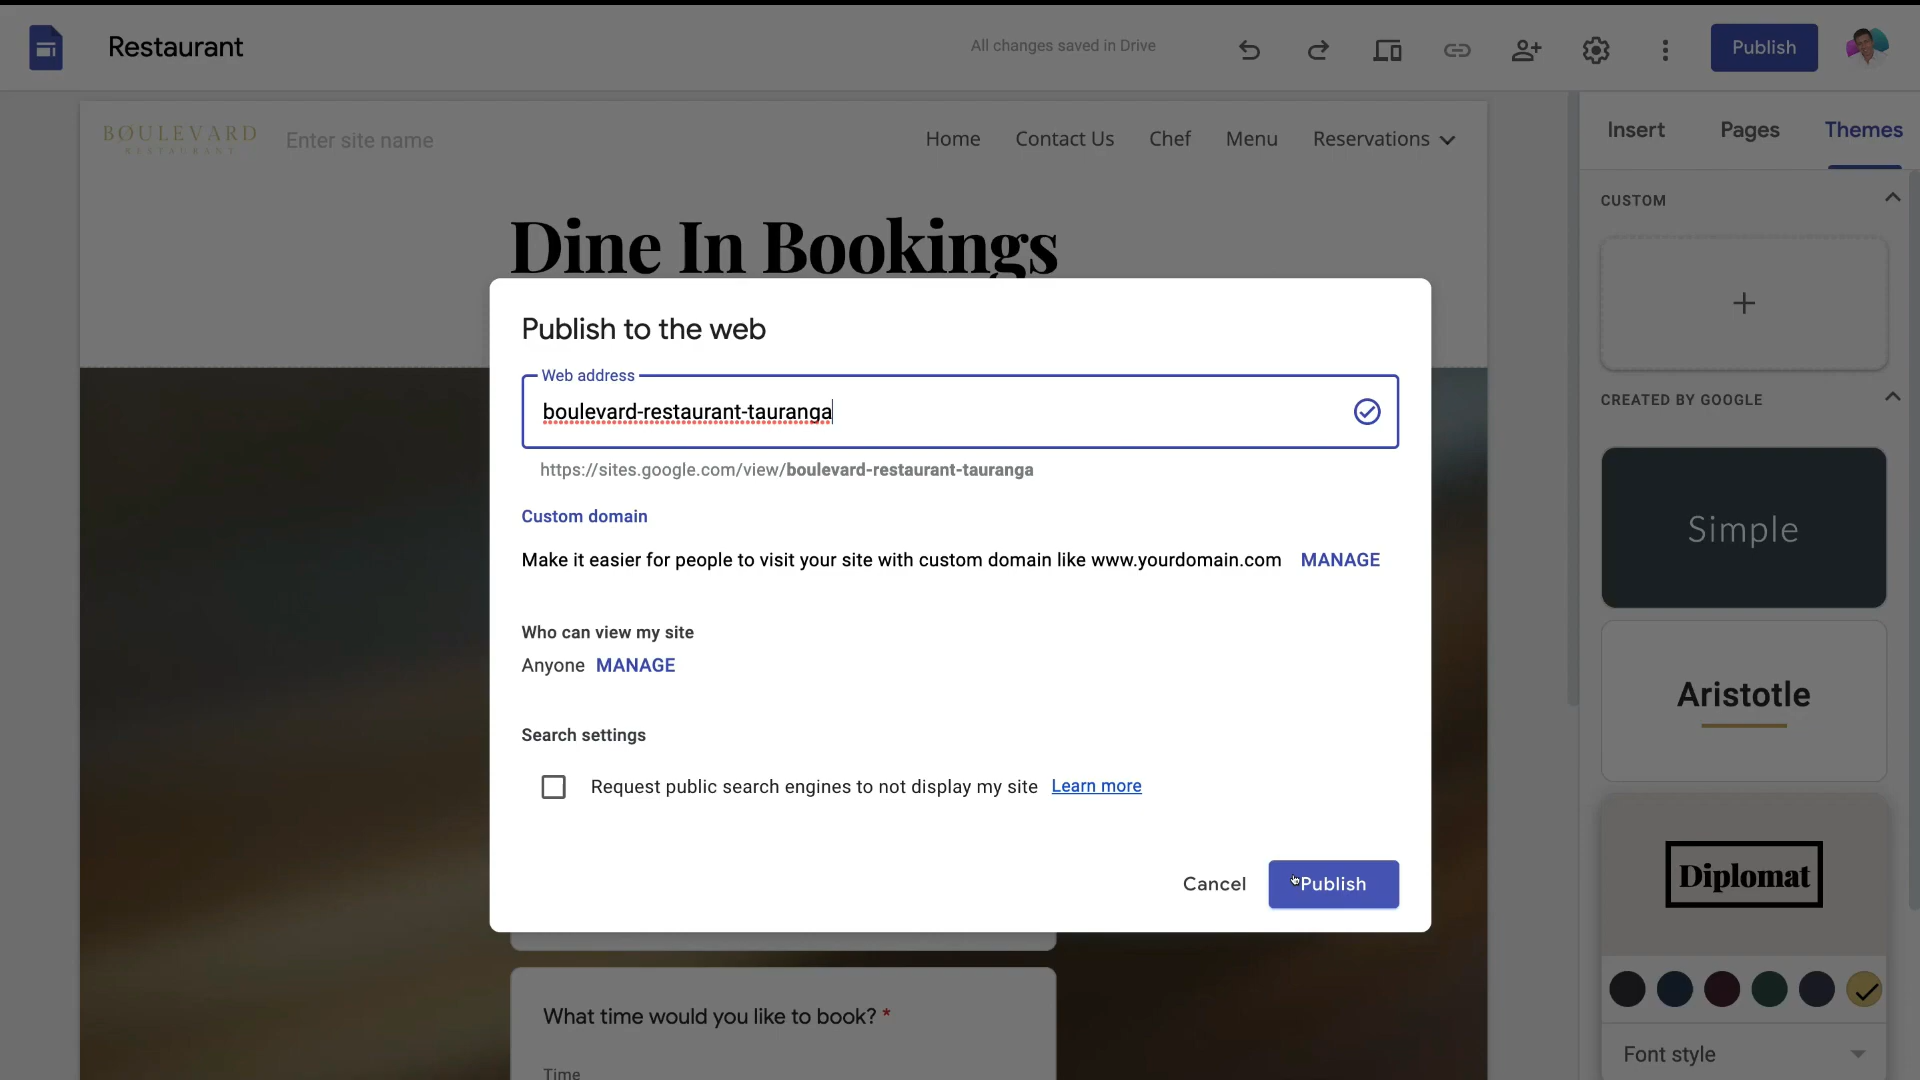 Restaurant
All changes saved in Drive
Publish
BOULEVARD
RESTAURANT
Enter site name
Home
Contact Us
Chef
Menu
Reservations
Insert
Pages
Themes
Dine In Bookings
CUSTOM
CREATED BY GOOGLE
Simple
Aristotle
Diplomat
Font style
Publish to the web
Web address
boulevard-restaurant-tauranga
https://sites.google.com/view/boulevard-restaurant-tauranga
Custom domain
Make it easier for people to visit your site with custom domain like www.yourdomain.com MANAGE
Who can view my site
Anyone MANAGE
Search settings
Request public search engines to not display my site Learn more
Cancel
Publish
What time would you like to book? *
Time